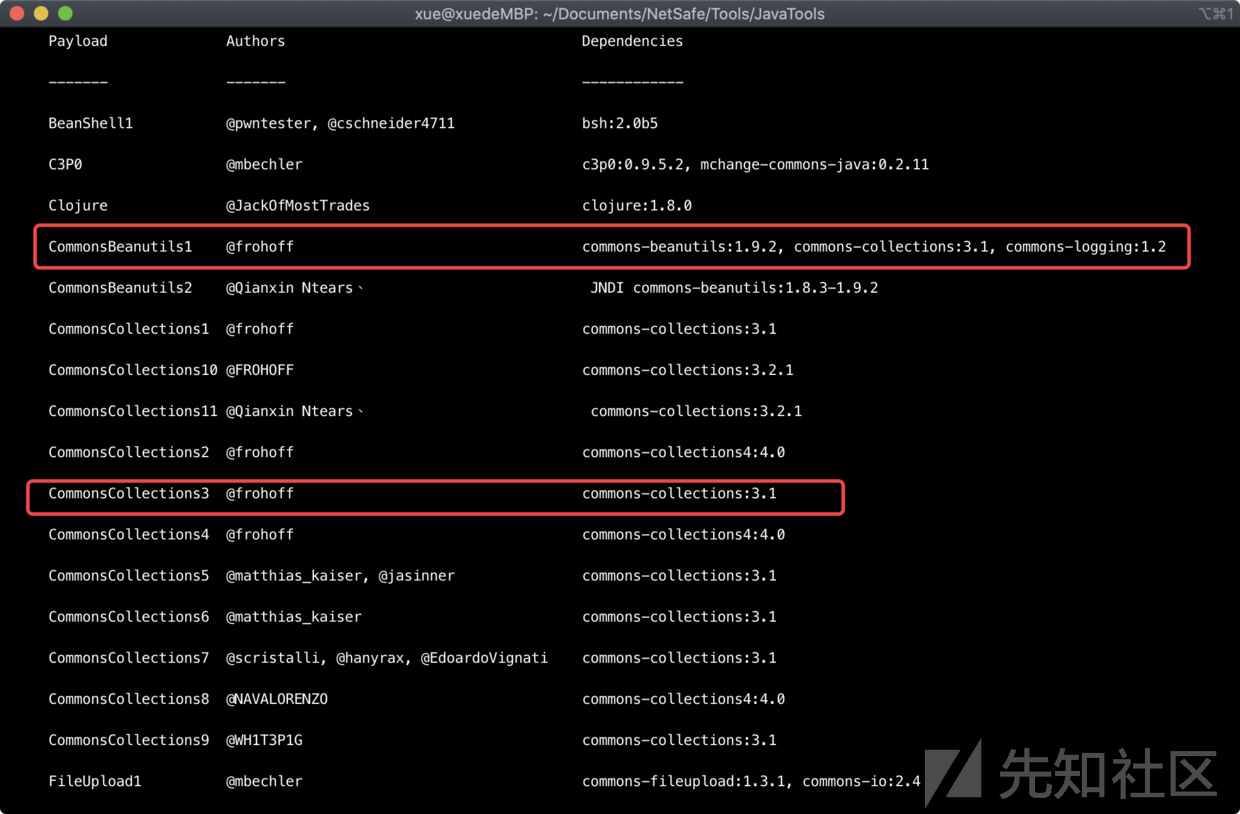 xue@xuedeMBP: ~/Documents/NetSafe/Tools/JavaTools ⌥⌘1
Payload Authors Dependencies
------- ------- ------------
BeanShell1 @pwntester, @cschneider4711 bsh:2.0b5
C3P0 @mbechler c3p0:0.9.5.2, mchange-commons-java:0.2.11
Clojure @JackOfMostTrades clojure:1.8.0
CommonsBeanutils1 @frohoff commons-beanutils:1.9.2, commons-collections:3.1, commons-logging:1.2
CommonsBeanutils2 @Qianxin Ntears、 JNDI commons-beanutils:1.8.3-1.9.2
CommonsCollections1 @frohoff commons-collections:3.1
CommonsCollections10 @FROHOFF commons-collections:3.2.1
CommonsCollections11 @Qianxin Ntears、 commons-collections:3.2.1
CommonsCollections2 @frohoff commons-collections4:4.0
CommonsCollections3 @frohoff commons-collections:3.1
CommonsCollections4 @frohoff commons-collections4:4.0
CommonsCollections5 @matthias_kaiser, @jasinner commons-collections:3.1
CommonsCollections6 @matthias_kaiser commons-collections:3.1
CommonsCollections7 @scristalli, @hanyrax, @EdoardoVignati commons-collections:3.1
CommonsCollections8 @NAVALORENZO commons-collections4:4.0
CommonsCollections9 @WH1T3P1G commons-collections:3.1
FileUpload1 @mbechler commons-fileupload:1.3.1, commons-io:2.4
先知社区